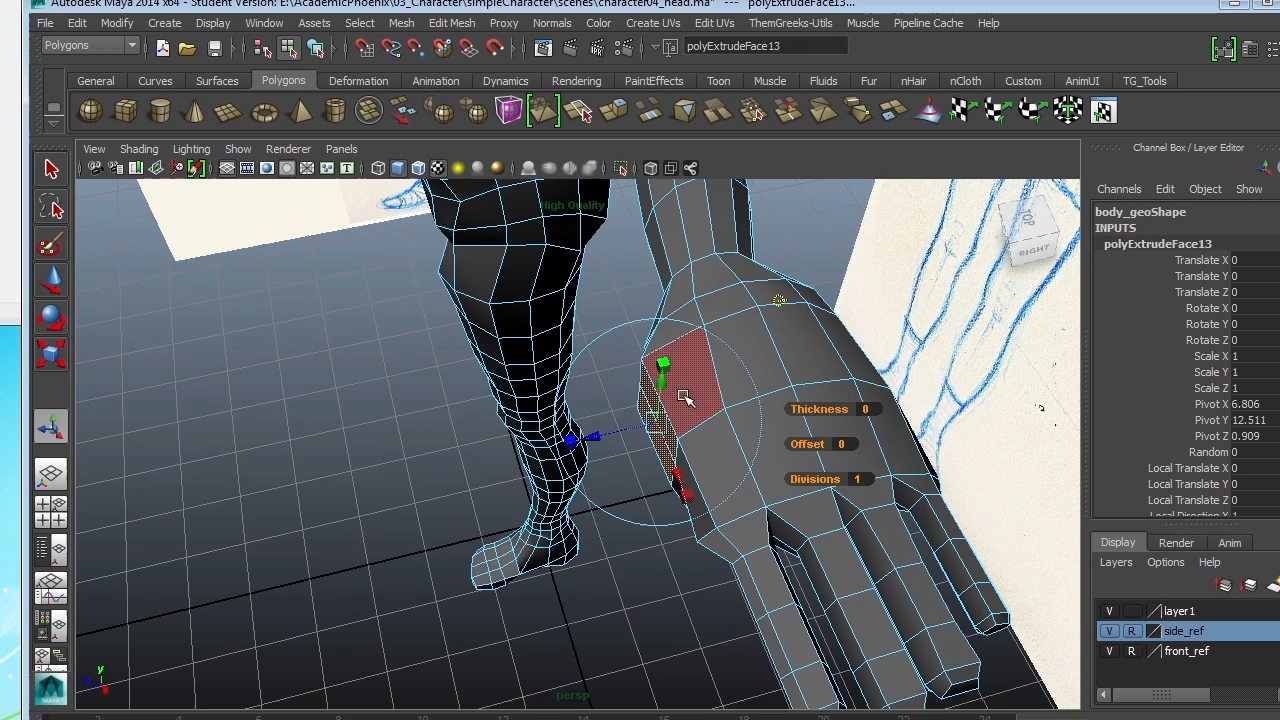 Autodesk Maya 2014 x64 - Student Version: E:\AcademicPhoenix\03_Character\simpleCharacter\scenes\character04_head.ma* --- polyExtrudeFace13...
File Edit Modify Create Display Window Assets Select Mesh Edit Mesh Proxy Normals Color Create UVs Edit UVs ThemGreeks-Utils Muscle Pipeline Cache Help
Polygons polyExtrudeFace13
General Curves Surfaces Polygons Deformation Animation Dynamics Rendering PaintEffects Toon Muscle Fluids Fur nHair nCloth Custom AnimUI TG_Tools
View Shading Lighting Show Renderer Panels
High Quality
TOP
RIGHT
Thickness 0
Offset 0
Divisions 1
persp
y
MAYA
Channel Box / Layer Editor
Channels Edit Object Show
body_geoShape
INPUTS
polyExtrudeFace13
Translate X 0
Translate Y 0
Translate Z 0
Rotate X 0
Rotate Y 0
Rotate Z 0
Scale X 1
Scale Y 1
Scale Z 1
Pivot X 6.806
Pivot Y 12.511
Pivot Z 0.909
Random 0
Local Translate X 0
Local Translate Y 0
Local Translate Z 0
Local Direction X 1
Display Render Anim
Layers Options Help
V layer1
V R side_ref
V R front_ref